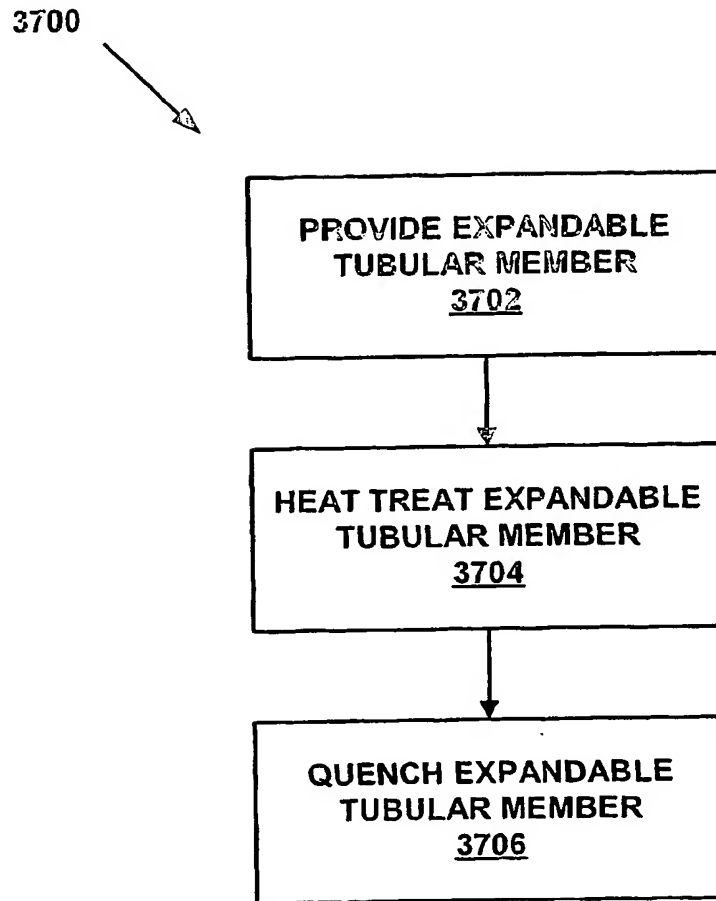 3700
PROVIDE EXPANDABLE
TUBULAR MEMBER
3702
HEAT TREAT EXPANDABLE
TUBULAR MEMBER
3704
QUENCH EXPANDABLE
TUBULAR MEMBER
3706